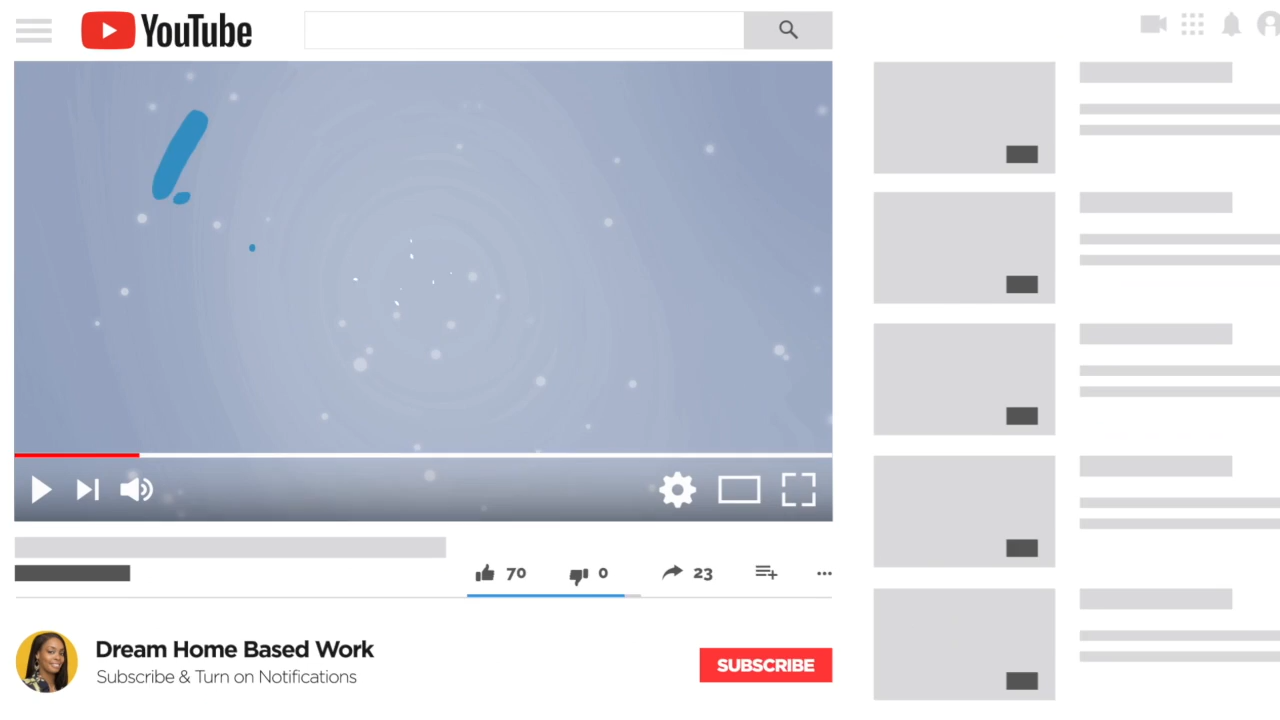 YouTube
70
0
23
Dream Home Based Work
Subscribe & Turn on Notifications
SUBSCRIBE